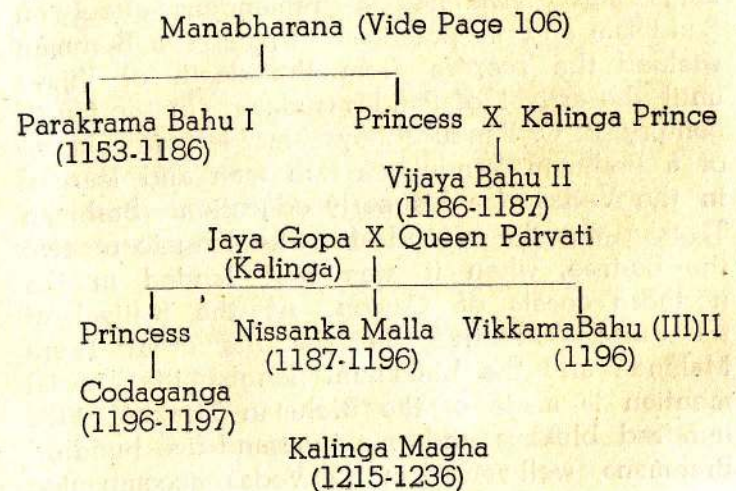 Manabharana (Vide Page 106)
Parakrama Bahu I Princess X Kalinga Prince
(1153-1186)
Vijaya Bahu II
(1186-1187)
Jaya Gopa X Queen Parvati
(Kalinga)
Princess Nissanka Malla VikkamaBahu (III)II
(1187-1196) (1196)
Codaganga
(1196-1197)
Kalinga Magha
(1215-1236)